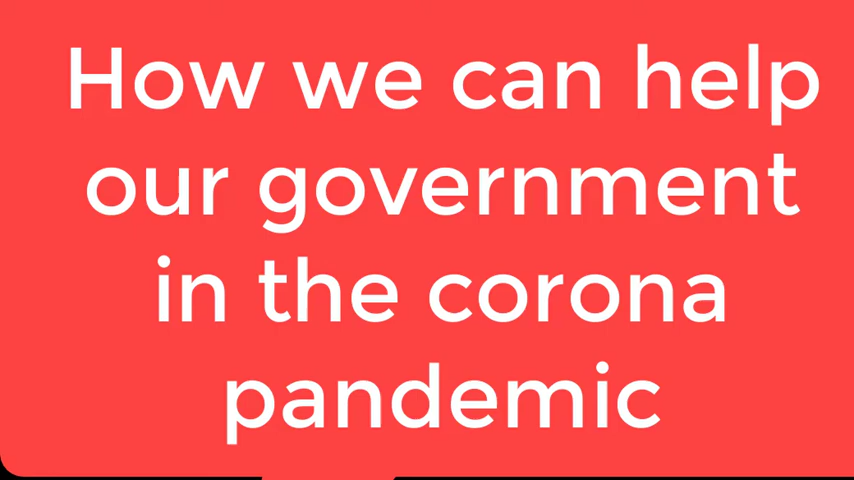 How we can help
our government
in the corona
pandemic